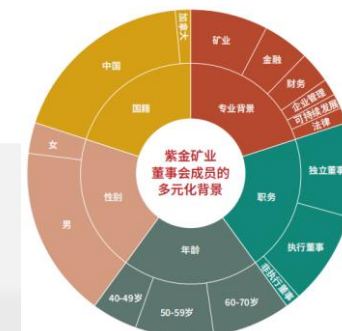 紫金矿业
董事会成员的
多元化背景
专业背景
矿业
金融
财务
企业管理
可持续发展
法律
职务
独立董事
执行董事
非执行董事
年龄
60-70岁
50-59岁
40-49岁
性别
男
女
国籍
中国
加拿大